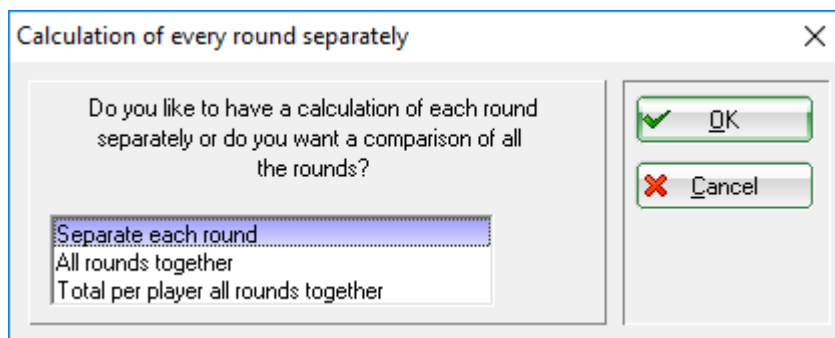 Calculation of every round separately
Do you like to have a calculation of each round
separately or do you want a comparison of all
the rounds?
Separate each round
All rounds together
Total per player all rounds together
OK
Cancel